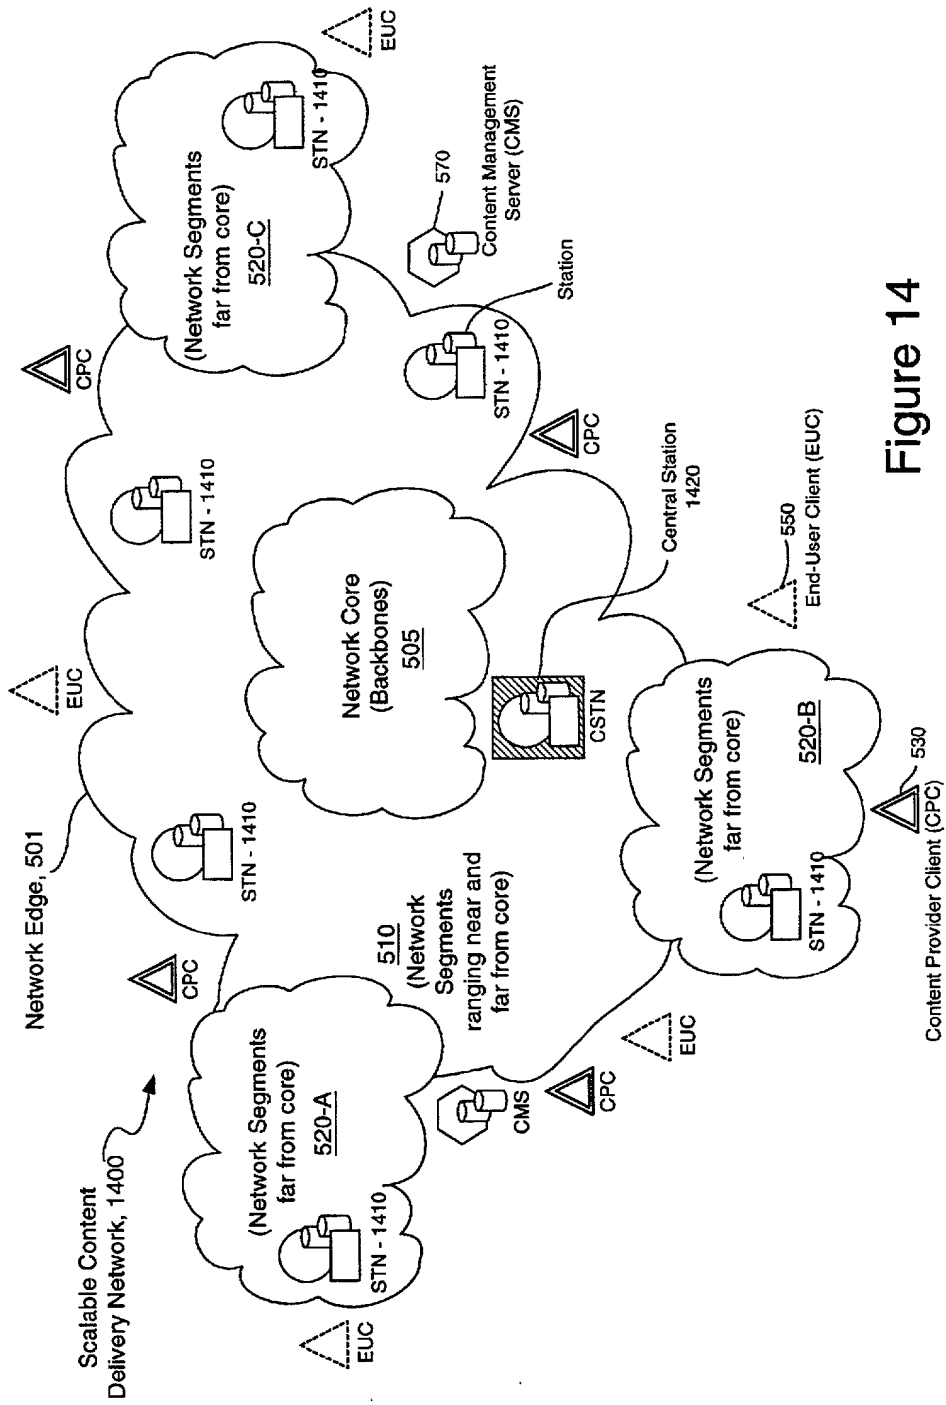 Scalable Content
Delivery Network, 1400
Network Edge, 501
EUC
CPC
EUC
CPC
STN - 1410
STN - 1410
(Network Segments
far from core)
520-C
STN - 1410
EUC
(Network Segments
far from core)
520-A
STN - 1410
510
(Network
Segments
ranging near and
far from core)
Network Core
(Backbones)
505
CSTN
STN - 1410
570
Content Management
Server (CMS)
Station
CMS
CPC
EUC
CPC
Central Station
1420
(Network Segments
far from core)
520-B
STN - 1410
550
End-User Client (EUC)
530
Content Provider Client (CPC)
EUC
Figure 14